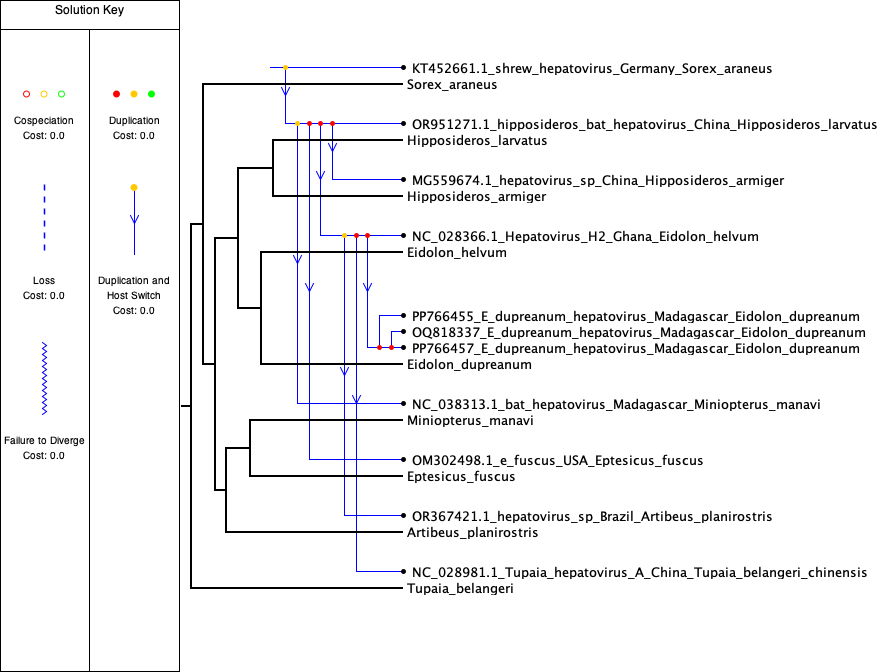 Solution Key
Cospeciation
Cost: 0.0
Duplication
Cost: 0.0
Loss
Cost: 0.0
Duplication and
Host Switch
Cost: 0.0
Failure to Diverge
Cost: 0.0
KT452661.1_shrew_hepatovirus_Germany_Sorex_araneus
Sorex_araneus
OR951271.1_hipposideros_bat_hepatovirus_China_Hipposideros_larvatus
Hipposideros_larvatus
MG559674.1_hepatovirus_sp_China_Hipposideros_armiger
Hipposideros_armiger
NC_028366.1_Hepatovirus_H2_Ghana_Eidolon_helvum
Eidolon_helvum
PP766455_E_dupreanum_hepatovirus_Madagascar_Eidolon_dupreanum
OQ818337_E_dupreanum_hepatovirus_Madagascar_Eidolon_dupreanum
PP766457_E_dupreanum_hepatovirus_Madagascar_Eidolon_dupreanum
Eidolon_dupreanum
NC_038313.1_bat_hepatovirus_Madagascar_Miniopterus_manavi
Miniopterus_manavi
OM302498.1_e_fuscus_USA_Eptesicus_fuscus
Eptesicus_fuscus
OR367421.1_hepatovirus_sp_Brazil_Artibeus_planirostris
Artibeus_planirostris
NC_028981.1_Tupaia_hepatovirus_A_China_Tupaia_belangeri_chinensis
Tupaia_belangeri